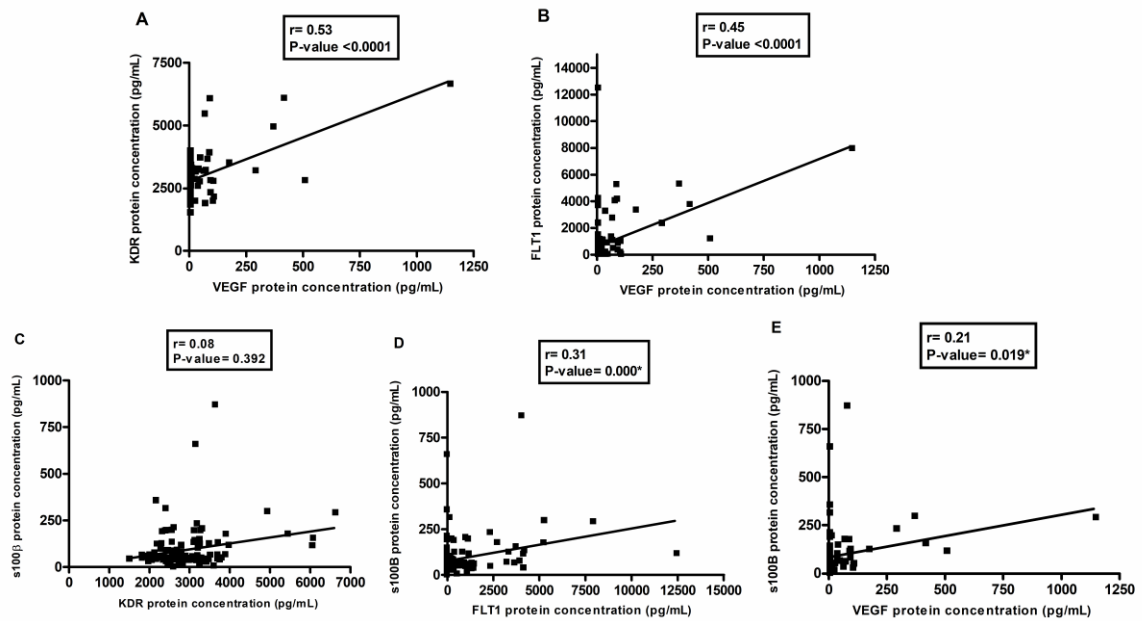 A
r= 0.53
P-value <0.0001
KDR protein concentration (pg/mL)
7500
5000
2500
0
0 250 500 750 1000 1250
VEGF protein concentration (pg/mL)
B
r= 0.45
P-value <0.0001
FLT1 protein concentration (pg/mL)
14000
12000
10000
8000
6000
4000
2000
0
0 250 500 750 1000 1250
VEGF protein concentration (pg/mL)
C
r= 0.08
P-value= 0.392
s100β protein concentration (pg/mL)
1000
750
500
250
0
0 1000 2000 3000 4000 5000 6000 7000
KDR protein concentration (pg/mL)
D
r= 0.31
P-value= 0.000*
s100B protein concentration (pg/mL)
1000
750
500
250
0
0 2500 5000 7500 10000 12500 15000
FLT1 protein concentration (pg/mL)
E
r= 0.21
P-value= 0.019*
s100B protein concentration (pg/mL)
1000
750
500
250
0
0 250 500 750 1000 1250
VEGF protein concentration (pg/mL)